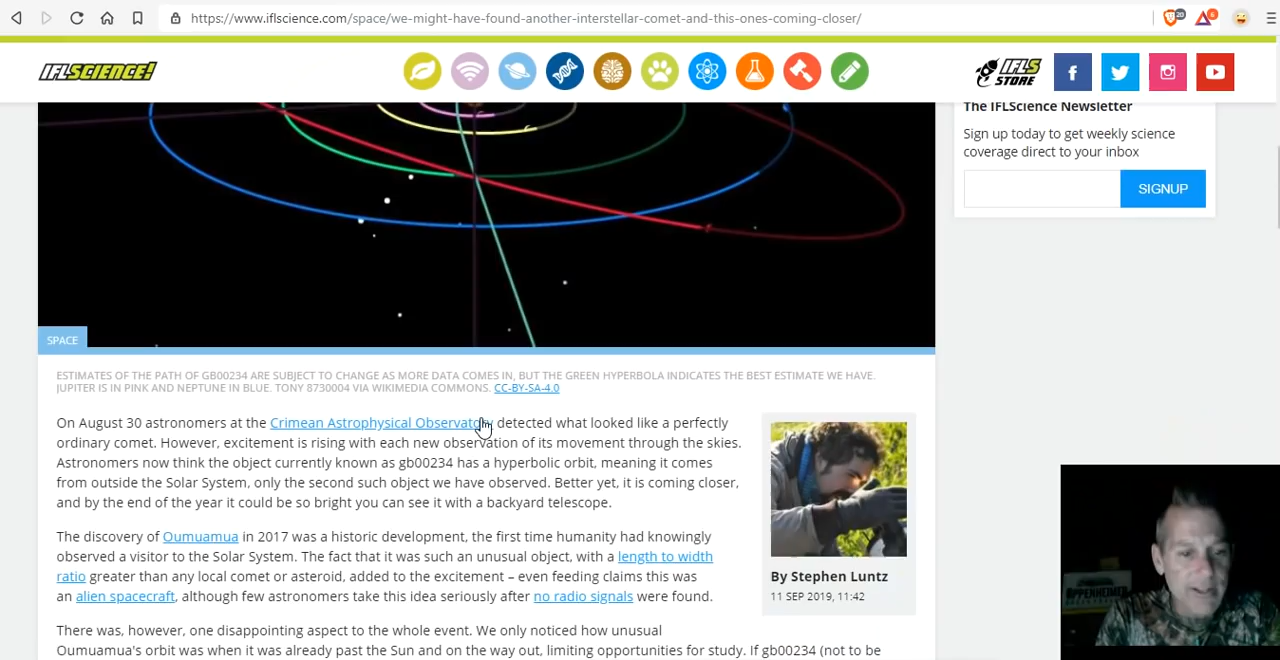 https://www.iflscience.com/space/we-might-have-found-another-interstellar-comet-and-this-ones-coming-closer/
20
6
IFLSCIENCE!
IFLS
STORE
The IFLScience Newsletter
Sign up today to get weekly science
coverage direct to your inbox
SIGNUP
SPACE
ESTIMATES OF THE PATH OF GB00234 ARE SUBJECT TO CHANGE AS MORE DATA COMES IN, BUT THE GREEN HYPERBOLA INDICATES THE BEST ESTIMATE WE HAVE.
JUPITER IS IN PINK AND NEPTUNE IN BLUE. TONY 8730004 VIA WIKIMEDIA COMMONS. CC-BY-SA-4.0
On August 30 astronomers at the Crimean Astrophysical Observatory detected what looked like a perfectly
ordinary comet. However, excitement is rising with each new observation of its movement through the skies.
Astronomers now think the object currently known as gb00234 has a hyperbolic orbit, meaning it comes
from outside the Solar System, only the second such object we have observed. Better yet, it is coming closer,
and by the end of the year it could be so bright you can see it with a backyard telescope.
The discovery of Oumuamua in 2017 was a historic development, the first time humanity had knowingly
observed a visitor to the Solar System. The fact that it was such an unusual object, with a length to width
ratio greater than any local comet or asteroid, added to the excitement – even feeding claims this was
an alien spacecraft, although few astronomers take this idea seriously after no radio signals were found.
By Stephen Luntz
11 SEP 2019, 11:42
There was, however, one disappointing aspect to the whole event. We only noticed how unusual
Oumuamua's orbit was when it was already past the Sun and on the way out, limiting opportunities for study. If gb00234 (not to be